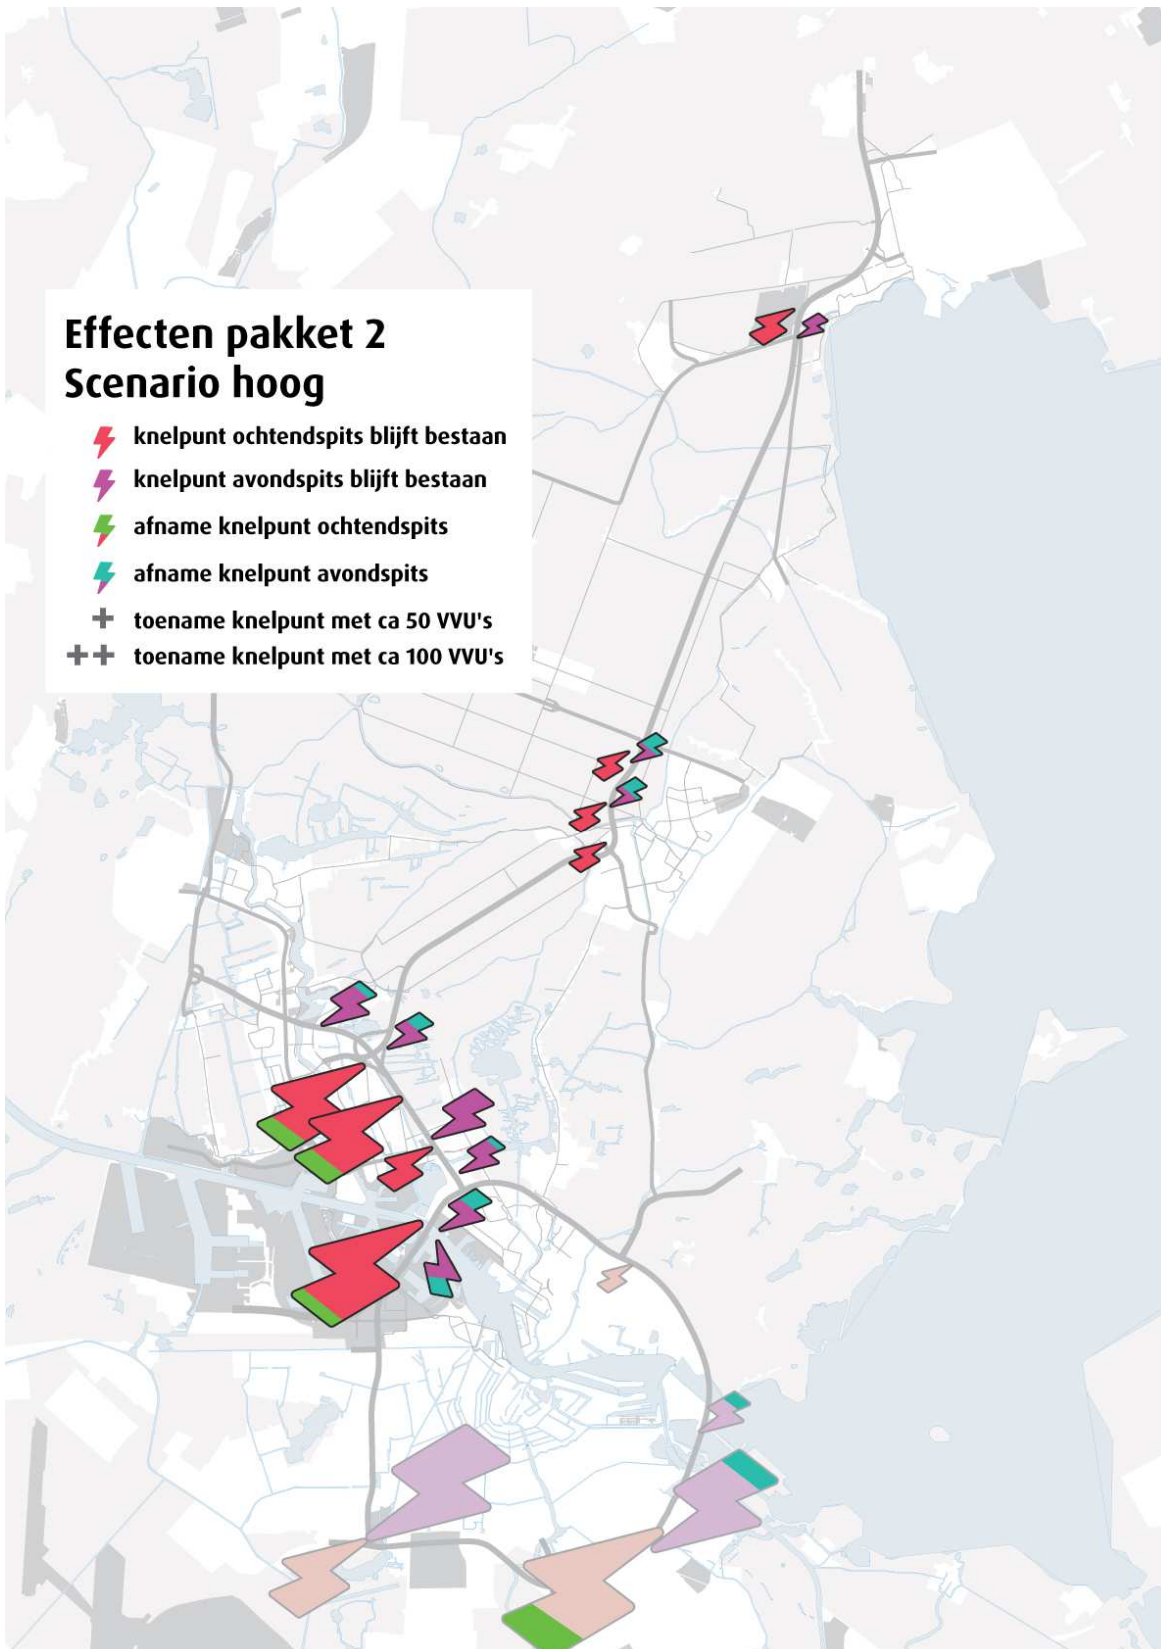 Effecten pakket 2
Scenario hoog
knelpunt ochtendspits blijft bestaan
knelpunt avondspits blijft bestaan
afname knelpunt ochtendspits
afname knelpunt avondspits
+ toename knelpunt met ca 50 VVU's
++ toename knelpunt met ca 100 VVU's